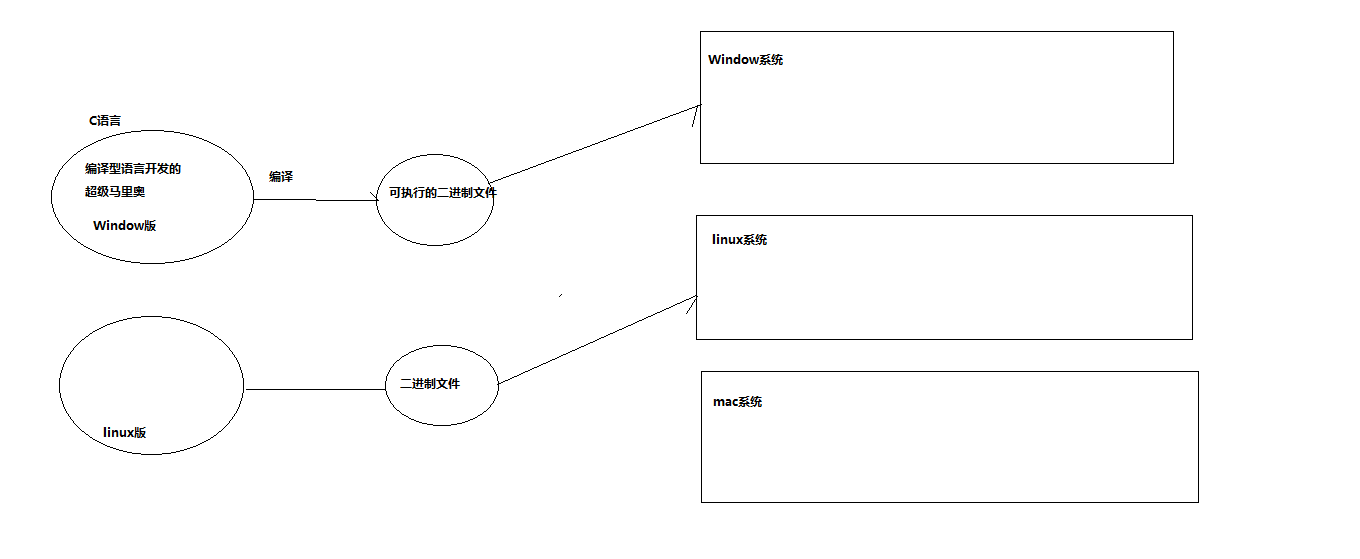 C语言
编译型语言开发的
超级马里奥
Window版
编译
可执行的二进制文件
Window系统
linux系统
linux版
二进制文件
mac系统